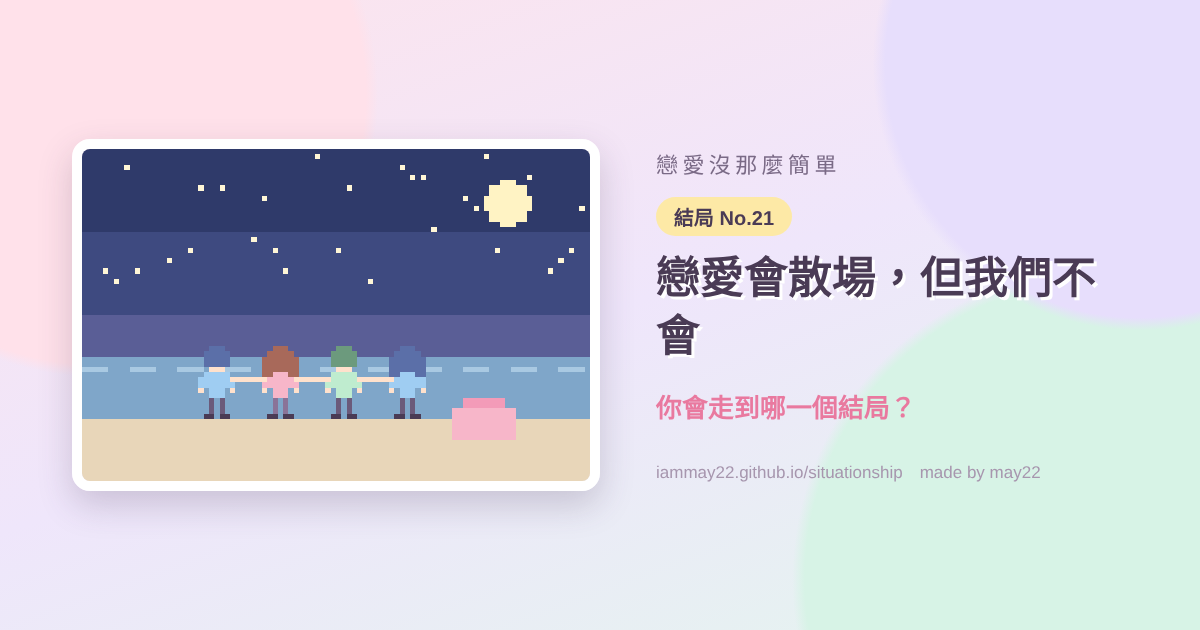 戀愛沒那麼簡單
結局 No.21
戀愛會散場，但我們不
會
你會走到哪一個結局？
iammay22.github.io/situationship made by may22